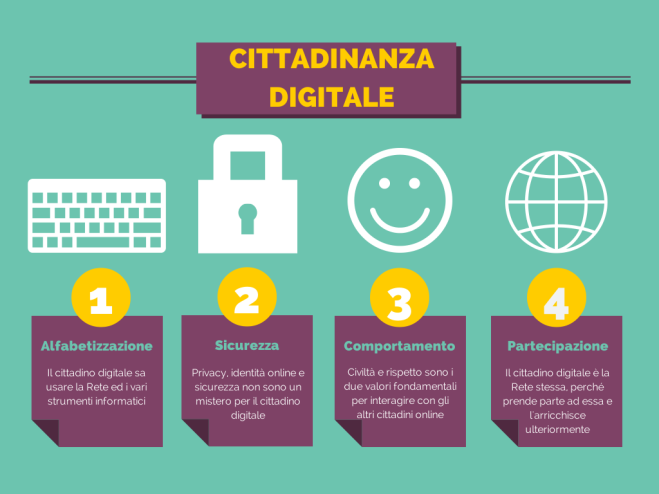 CITTADINANZA
DIGITALE
1
Alfabetizzazione
Il cittadino digitale sa
usare la Rete ed i vari
strumenti informatici
2
Sicurezza
Privacy, identità online e
sicurezza non sono un
mistero per il cittadino
digitale
3
Comportamento
Civiltà e rispetto sono i
due valori fondamentali
per interagire con gli
altri cittadini online
4
Partecipazione
Il cittadino digitale è la
Rete stessa, perché
prende parte ad essa e
l'arricchisce
ulteriormente